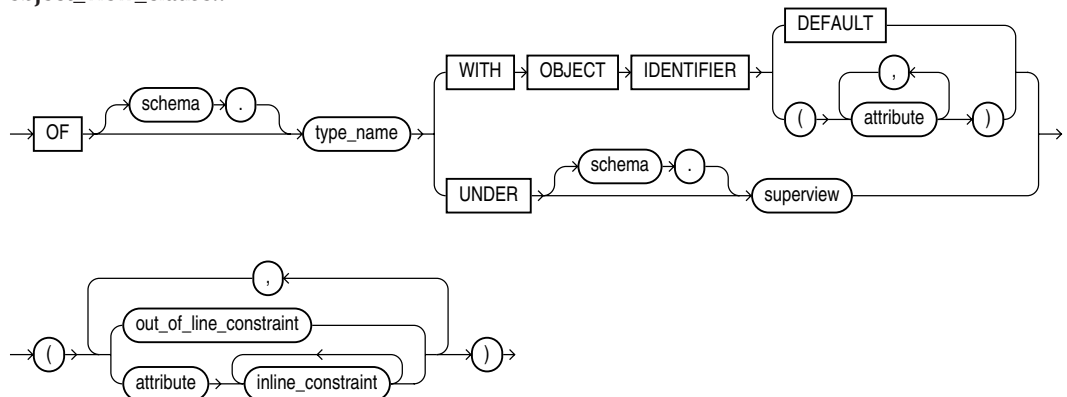 object_view_clause::=
DEFAULT
WITH OBJECT IDENTIFIER ,
( attribute )
schema .
OF type_name
schema .
UNDER superview
,
out_of_line_constraint
( )
attribute inline_constraint